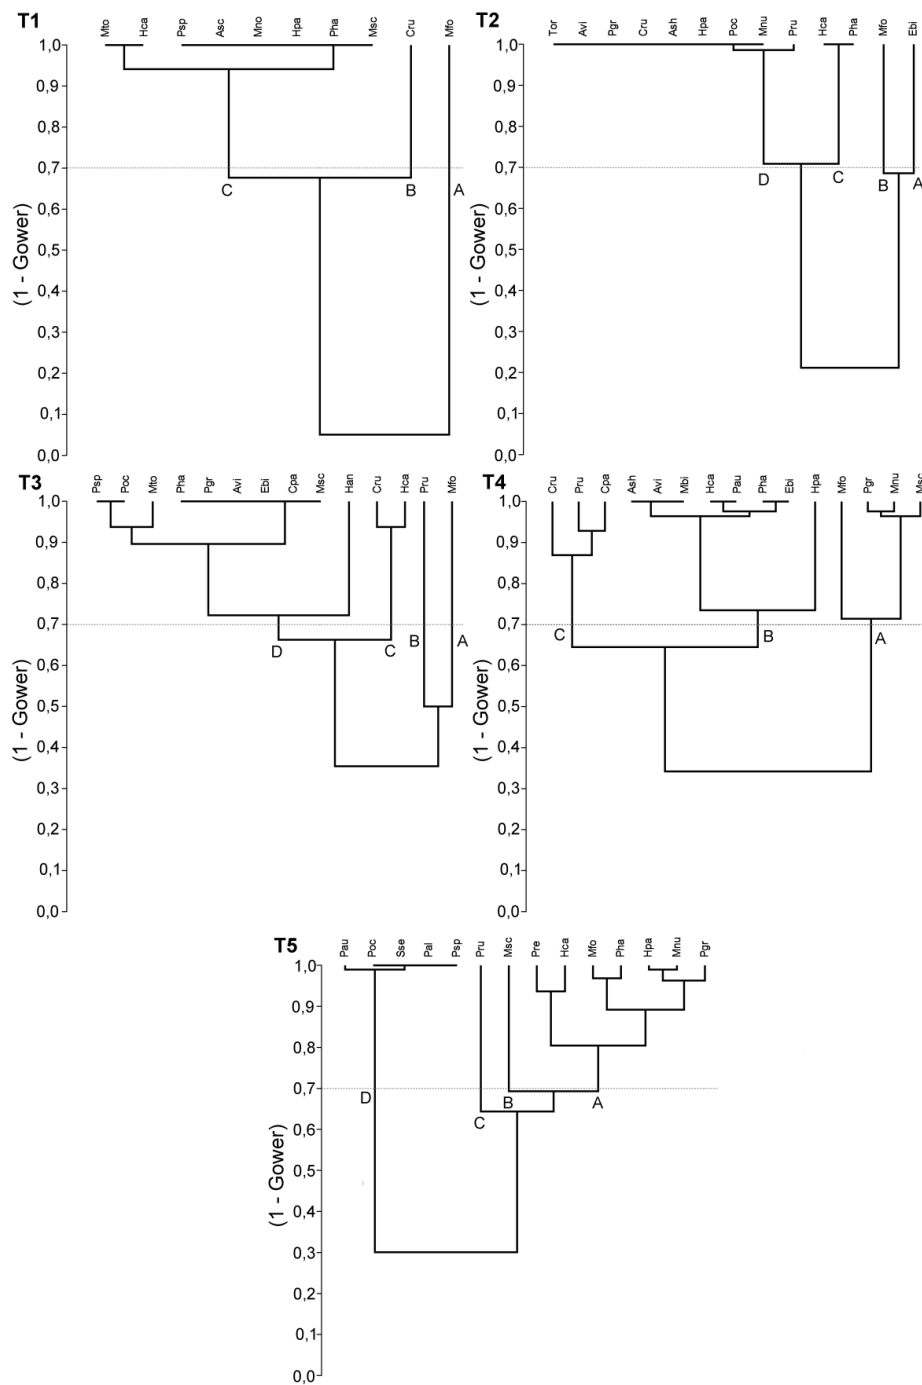 T1
Mto Hca Psp Asc Mno Hpa Pha Msc Cru Mfo
1,0
0,9
0,8
0,7
0,6
0,5
0,4
0,3
0,2
0,1
0,0
(1 - Gower)
C B A
T2
Tor Avi Pgr Cru Ash Hpa Poc Mnu Pru Hca Pha Mfo Ebi
1,0
0,9
0,8
0,7
0,6
0,5
0,4
0,3
0,2
0,1
0,0
(1 - Gower)
D C B A
T3
Psp Poc Mto Pha Pgr Avi Ebi Cpa Msc Han Cru Hca Pru Mfo
1,0
0,9
0,8
0,7
0,6
0,5
0,4
0,3
0,2
0,1
0,0
(1 - Gower)
D C B A
T4
Cru Pru Cpa Ash Avi Mbi Hca Pau Pha Ebi Hpa Mfo Pgr Mnu Msc
1,0
0,9
0,8
0,7
0,6
0,5
0,4
0,3
0,2
0,1
0,0
(1 - Gower)
C B A
T5
Pau Poc Sse Pal Psp Pru Msc Pre Hca Mfo Pha Hpa Mnu Pgr
1,0
0,9
0,8
0,7
0,6
0,5
0,4
0,3
0,2
0,1
0,0
(1 - Gower)
D C B A